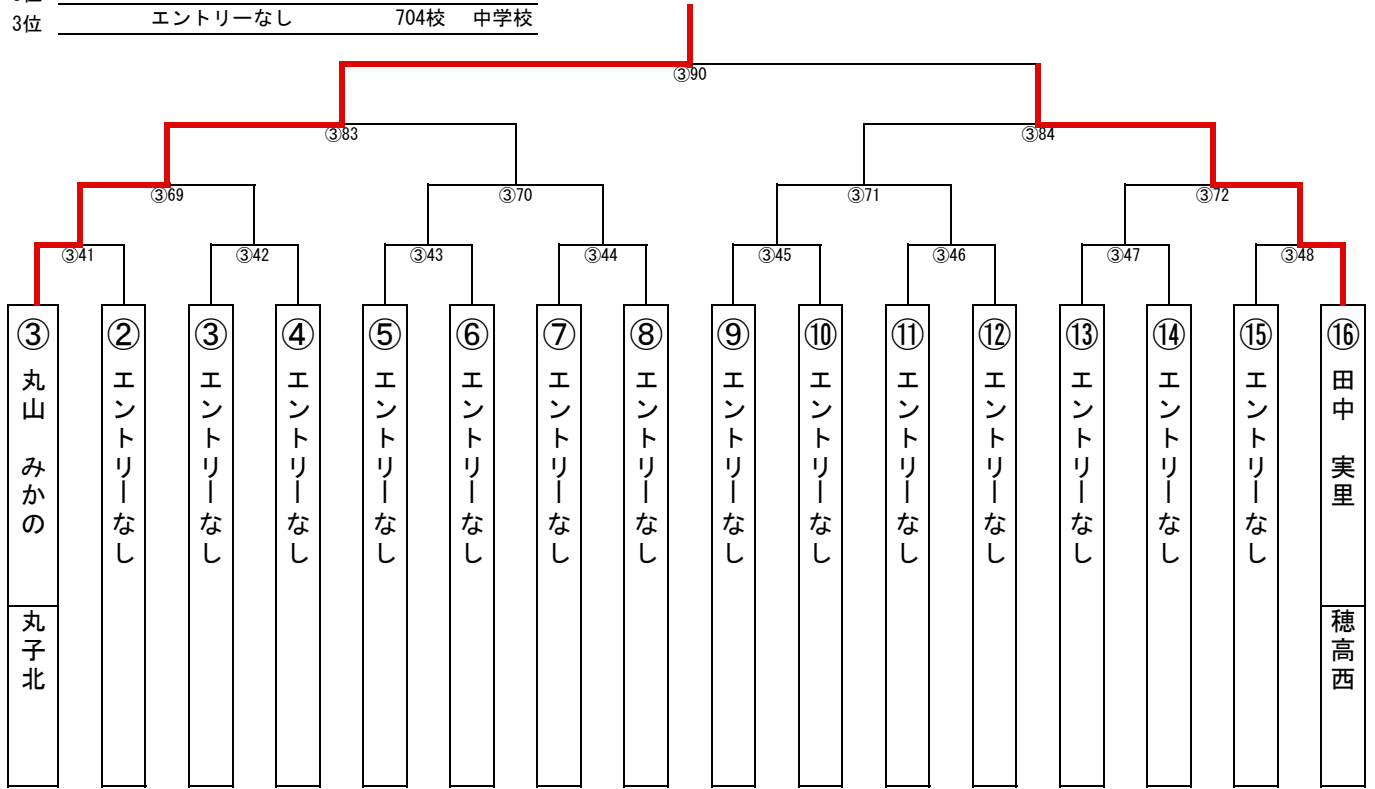 3位 エントリーなし 704校 中学校
③90
③83 ③84
③69 ③70 ③71 ③72
③41 ③42 ③43 ③44 ③45 ③46 ③47 ③48
③ 丸山 みかの 丸子北
② エントリーなし
③ エントリーなし
④ エントリーなし
⑤ エントリーなし
⑥ エントリーなし
⑦ エントリーなし
⑧ エントリーなし
⑨ エントリーなし
⑩ エントリーなし
⑪ エントリーなし
⑫ エントリーなし
⑬ エントリーなし
⑭ エントリーなし
⑮ エントリーなし
⑯ 田中 実里 穂高西